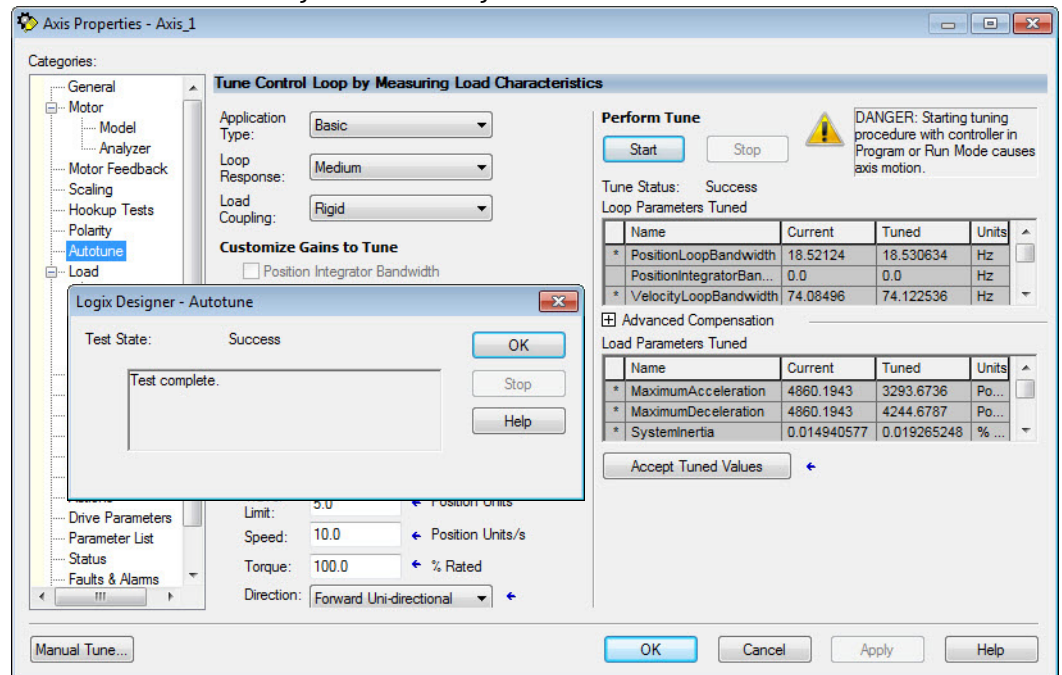 Axis Properties - Axis_1
Categories:
General
Motor
Model
Analyzer
Motor Feedback
Scaling
Hookup Tests
Polarity
Autotune
Load
Tune Control Loop by Measuring Load Characteristics
Application Type:
Basic
Loop Response:
Medium
Load Coupling:
Rigid
Customize Gains to Tune
Position Integrator Bandwidth
Perform Tune
Start
Stop
DANGER: Starting tuning
procedure with controller in
Program or Run Mode causes
axis motion.
Tune Status: Success
Loop Parameters Tuned
Name Current Tuned Units
* PositionLoopBandwidth 18.52124 18.530634 Hz
PositionIntegratorBan... 0.0 0.0 Hz
* VelocityLoopBandwidth 74.08496 74.122536 Hz
Advanced Compensation
Load Parameters Tuned
Name Current Tuned Units
* MaximumAcceleration 4860.1943 3293.6736 Po...
* MaximumDeceleration 4860.1943 4244.6787 Po...
* SystemInertia 0.014940577 0.019265248 % ...
Accept Tuned Values
Logix Designer - Autotune
Test State: Success
OK
Test complete.
Stop
Help
Drive Parameters
Parameter List
Status
Faults & Alarms
Limit: 5.0 Position Units
Speed: 10.0 Position Units/s
Torque: 100.0 % Rated
Direction: Forward Uni-directional
Manual Tune...
OK
Cancel
Apply
Help